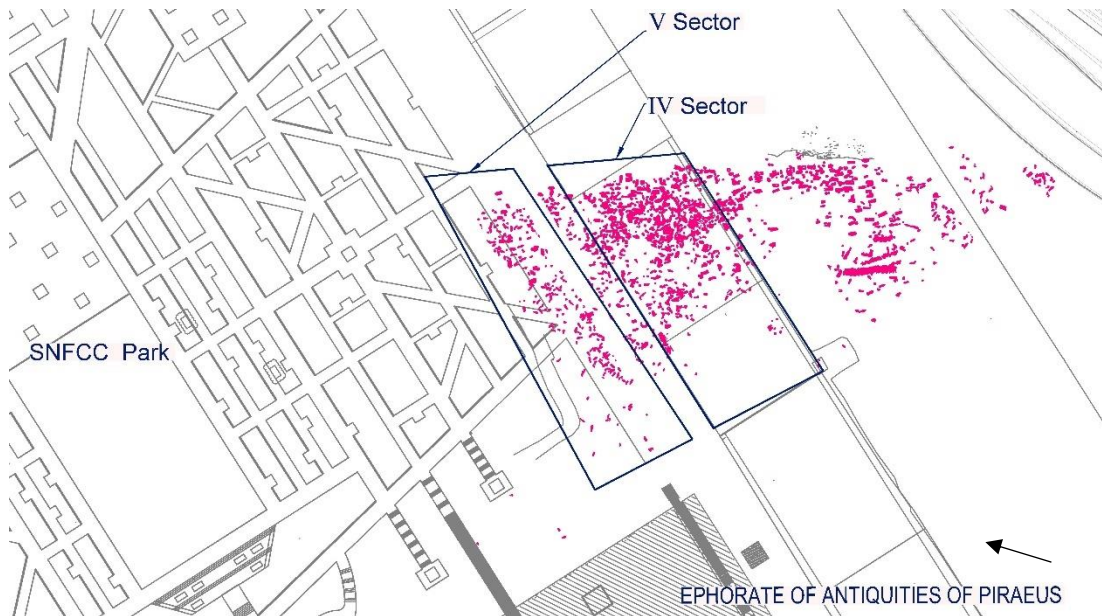 V Sector
IV Sector
SNFCC Park
EPHORATE OF ANTIQUITIES OF PIRAEUS